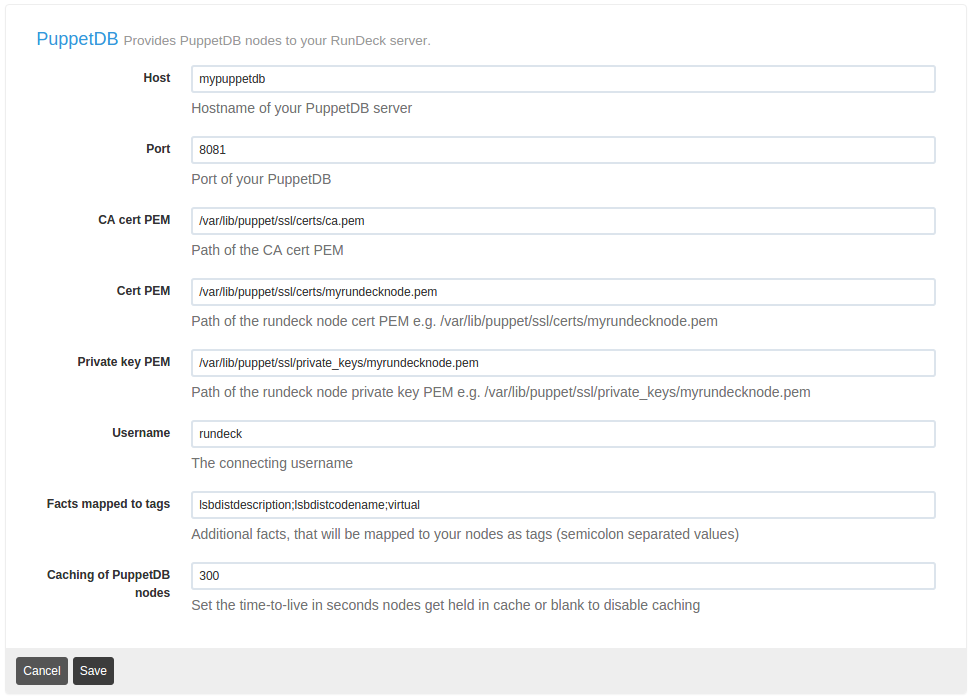 PuppetDB Provides PuppetDB nodes to your RunDeck server.
Host mypuppetdb
Hostname of your PuppetDB server
Port 8081
Port of your PuppetDB
CA cert PEM /var/lib/puppet/ssl/certs/ca.pem
Path of the CA cert PEM
Cert PEM /var/lib/puppet/ssl/certs/myrundecknode.pem
Path of the rundeck node cert PEM e.g. /var/lib/puppet/ssl/certs/myrundecknode.pem
Private key PEM /var/lib/puppet/ssl/private_keys/myrundecknode.pem
Path of the rundeck node private key PEM e.g. /var/lib/puppet/ssl/private_keys/myrundecknode.pem
Username rundeck
The connecting username
Facts mapped to tags lsbdistdescription;lsbdistcodename;virtual
Additional facts, that will be mapped to your nodes as tags (semicolon separated values)
Caching of PuppetDB 300
nodes
Set the time-to-live in seconds nodes get held in cache or blank to disable caching
Cancel Save